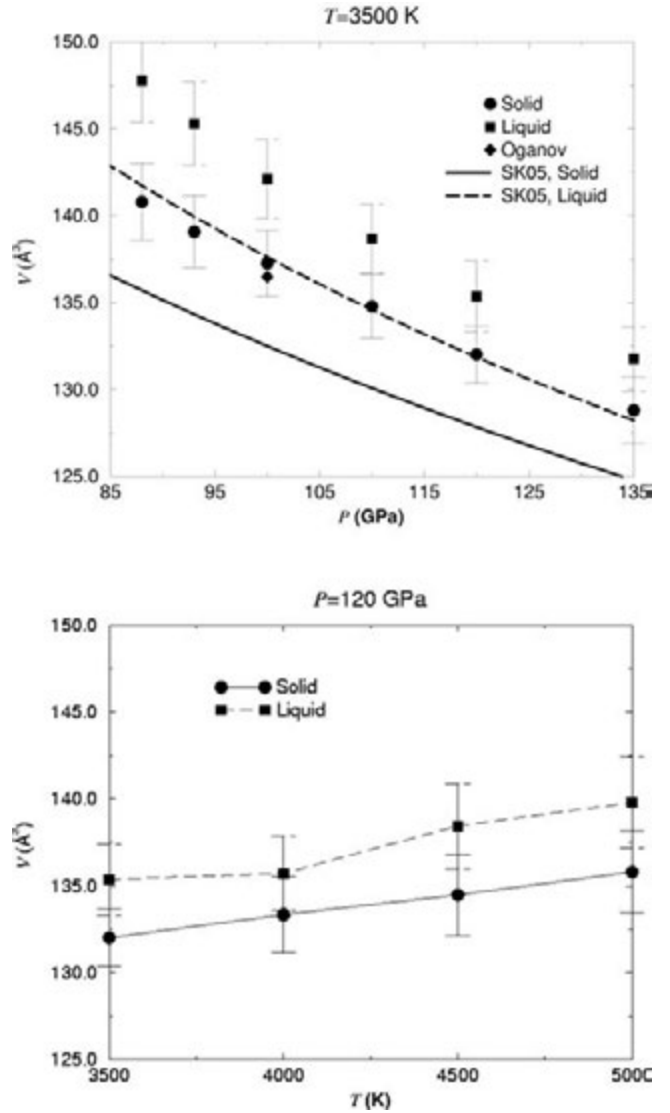 T=3500 K
150.0
145.0
140.0
135.0
130.0
125.0
V (Å³)
Solid
Liquid
Oganov
SK05, Solid
SK05, Liquid
85 95 105 115 125 135
P (GPa)
P=120 GPa
150.0
145.0
140.0
135.0
130.0
125.0
V (Å³)
Solid
Liquid
3500 4000 4500 5000
T (K)